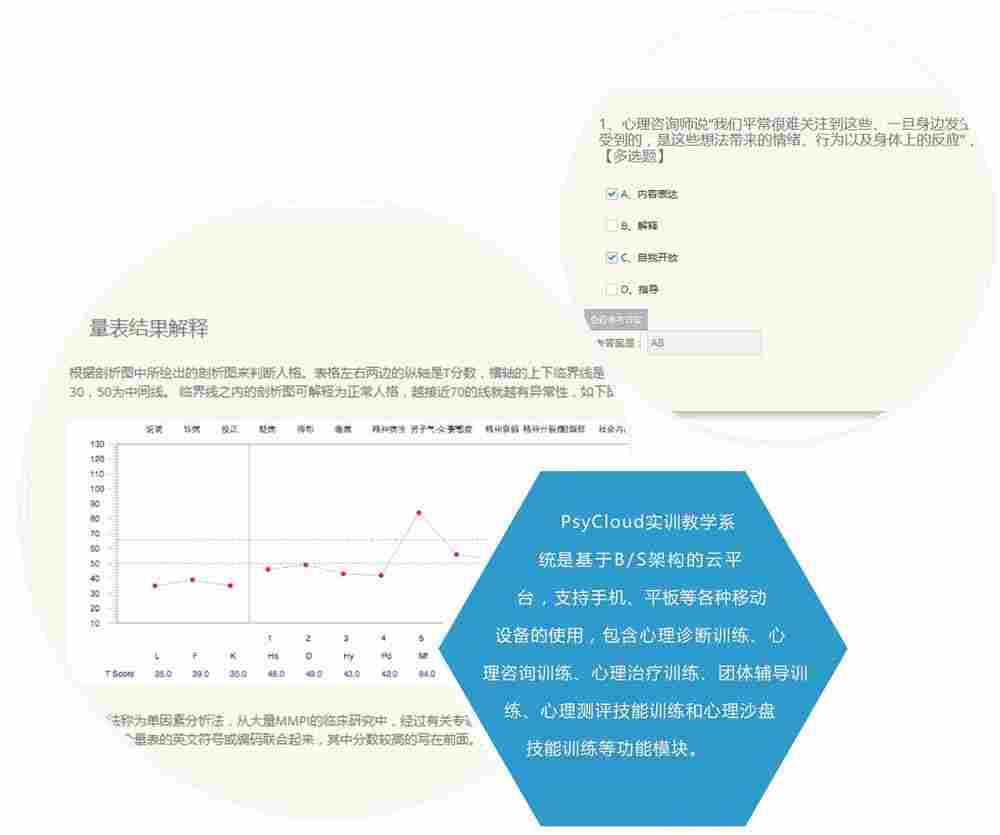 1、心理咨询师说"我们平常很难关注到这些、一旦身边发生
受到的，是这些想法带来的情绪、行为以及身体上的反应"，
【多选题】
A、内容表达
B、解释
C、自我开放
D、指导
答案是：
AB
量表结果解释
根据剖析图中所绘出的剖析图来判断人格。表格左右两边的纵轴是T分数，横轴的上下临界线是
30，50为中间线。 临界线之内的剖析图可解释为正常人格，越接近70的线就越有异常性，如下
说谎 诈病 校正 疑病 抑郁 癔病 精神病态 男子气-女子 精神衰弱 精神分裂 社会内
130
120
110
100
90
80
70
60
50
40
30
20
10
1 2 3 4 5
L F K Hs D Hy Pd Mf
T Score 35.0 39.0 35.0 46.0 49.0 43.0 42.0 84.0
法称为单因素分析法，从大量MMPI的临床研究中，经过有关专
量表的英文符号或编码联合起来，其中分数较高的写在前面。
PsyCloud实训教学系
统是基于B/S架构的云平
台，支持手机、平板等各种移动
设备的使用，包含心理诊断训练、心
理咨询训练、心理治疗训练、团体辅导训
练、心理测评技能训练和心理沙盘
技能训练等功能模块。